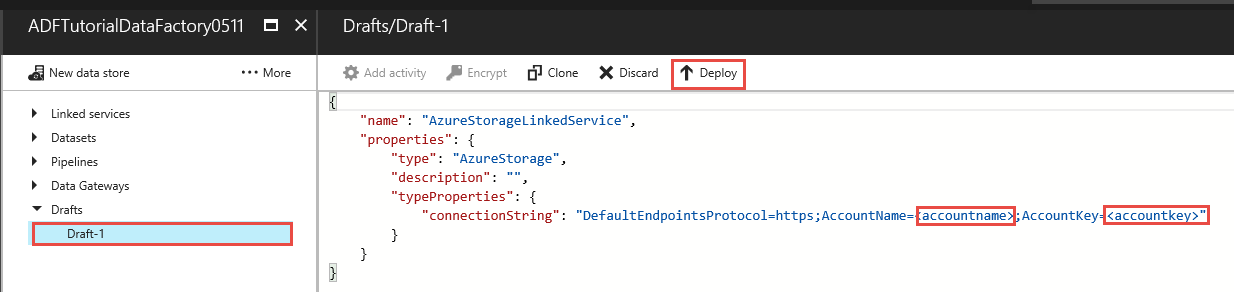 ADFTutorialDataFactory0511
Drafts/Draft-1
New data store
••• More
Add activity
Encrypt
Clone
Discard
Deploy
Linked services
Datasets
Pipelines
Data Gateways
Drafts
Draft-1
{
"name": "AzureStorageLinkedService",
"properties": {
"type": "AzureStorage",
"description": "",
"typeProperties": {
"connectionString": "DefaultEndpointsProtocol=https;AccountName=<accountname>;AccountKey=<accountkey>"
}
}
}